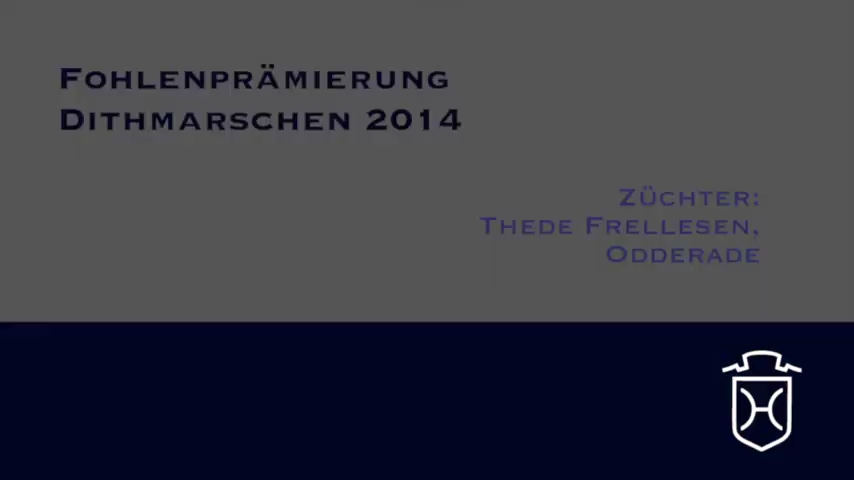 Fohlenprämierung
Dithmarschen 2014
Züchter:
Thede Frellesen,
Odderade